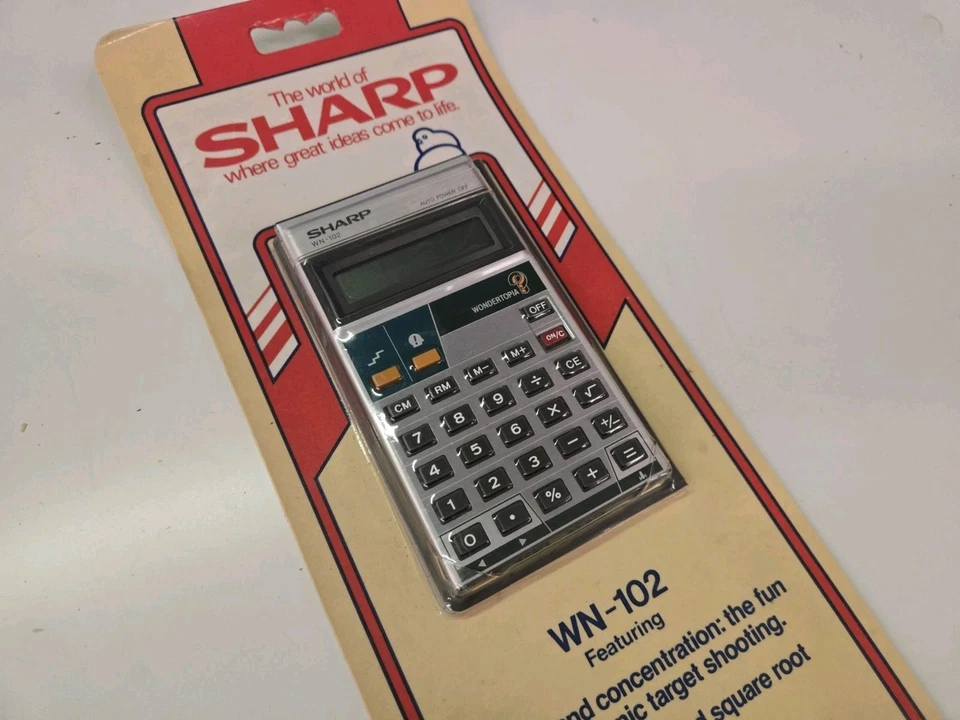 The world of
SHARP
where great ideas come to life.
SHARP
WN-102
AUTO POWER OFF
WONDERTOPIA
OFF
CM RM M− M+ ON/C
7 8 9 ÷ CE
4 5 6 × √
1 2 3 − +/−
0 • % + =
◀ ▶
WN-102
Featuring
nd concentration: the fun
nic target shooting.
d square root